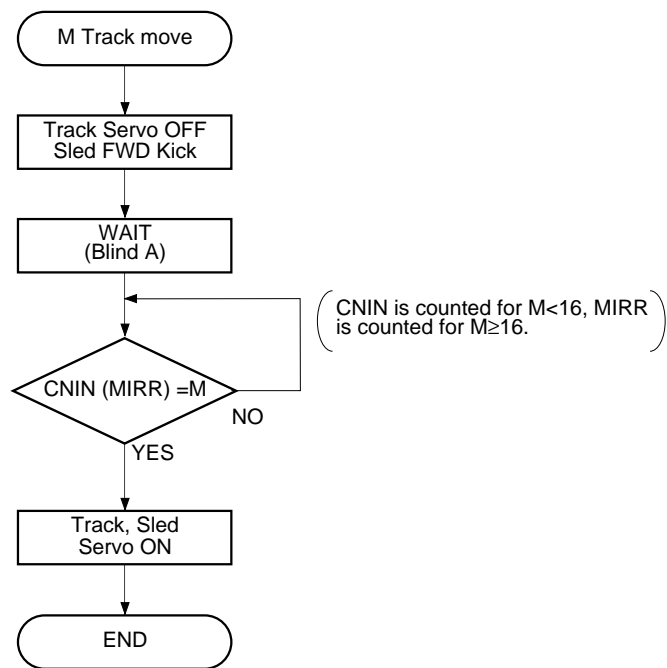 M Track move
Track Servo OFF
Sled FWD Kick
WAIT
(Blind A)
CNIN is counted for M<16, MIRR
is counted for M≥16.
CNIN (MIRR) =M
NO
YES
Track, Sled
Servo ON
END